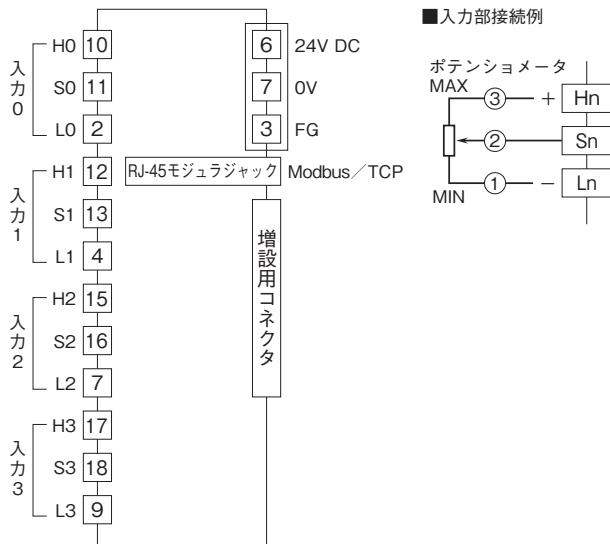 入力0
H0 10
S0 11
L0 2
入力1
H1 12
S1 13
L1 4
入力2
H2 15
S2 16
L2 7
入力3
H3 17
S3 18
L3 9
6 24V DC
7 0V
3 FG
RJ-45モジュラジャック Modbus／TCP
増設用コネクタ
■入力部接続例
ポテンショメータ
MAX
③ + Hn
② Sn
① − Ln
MIN